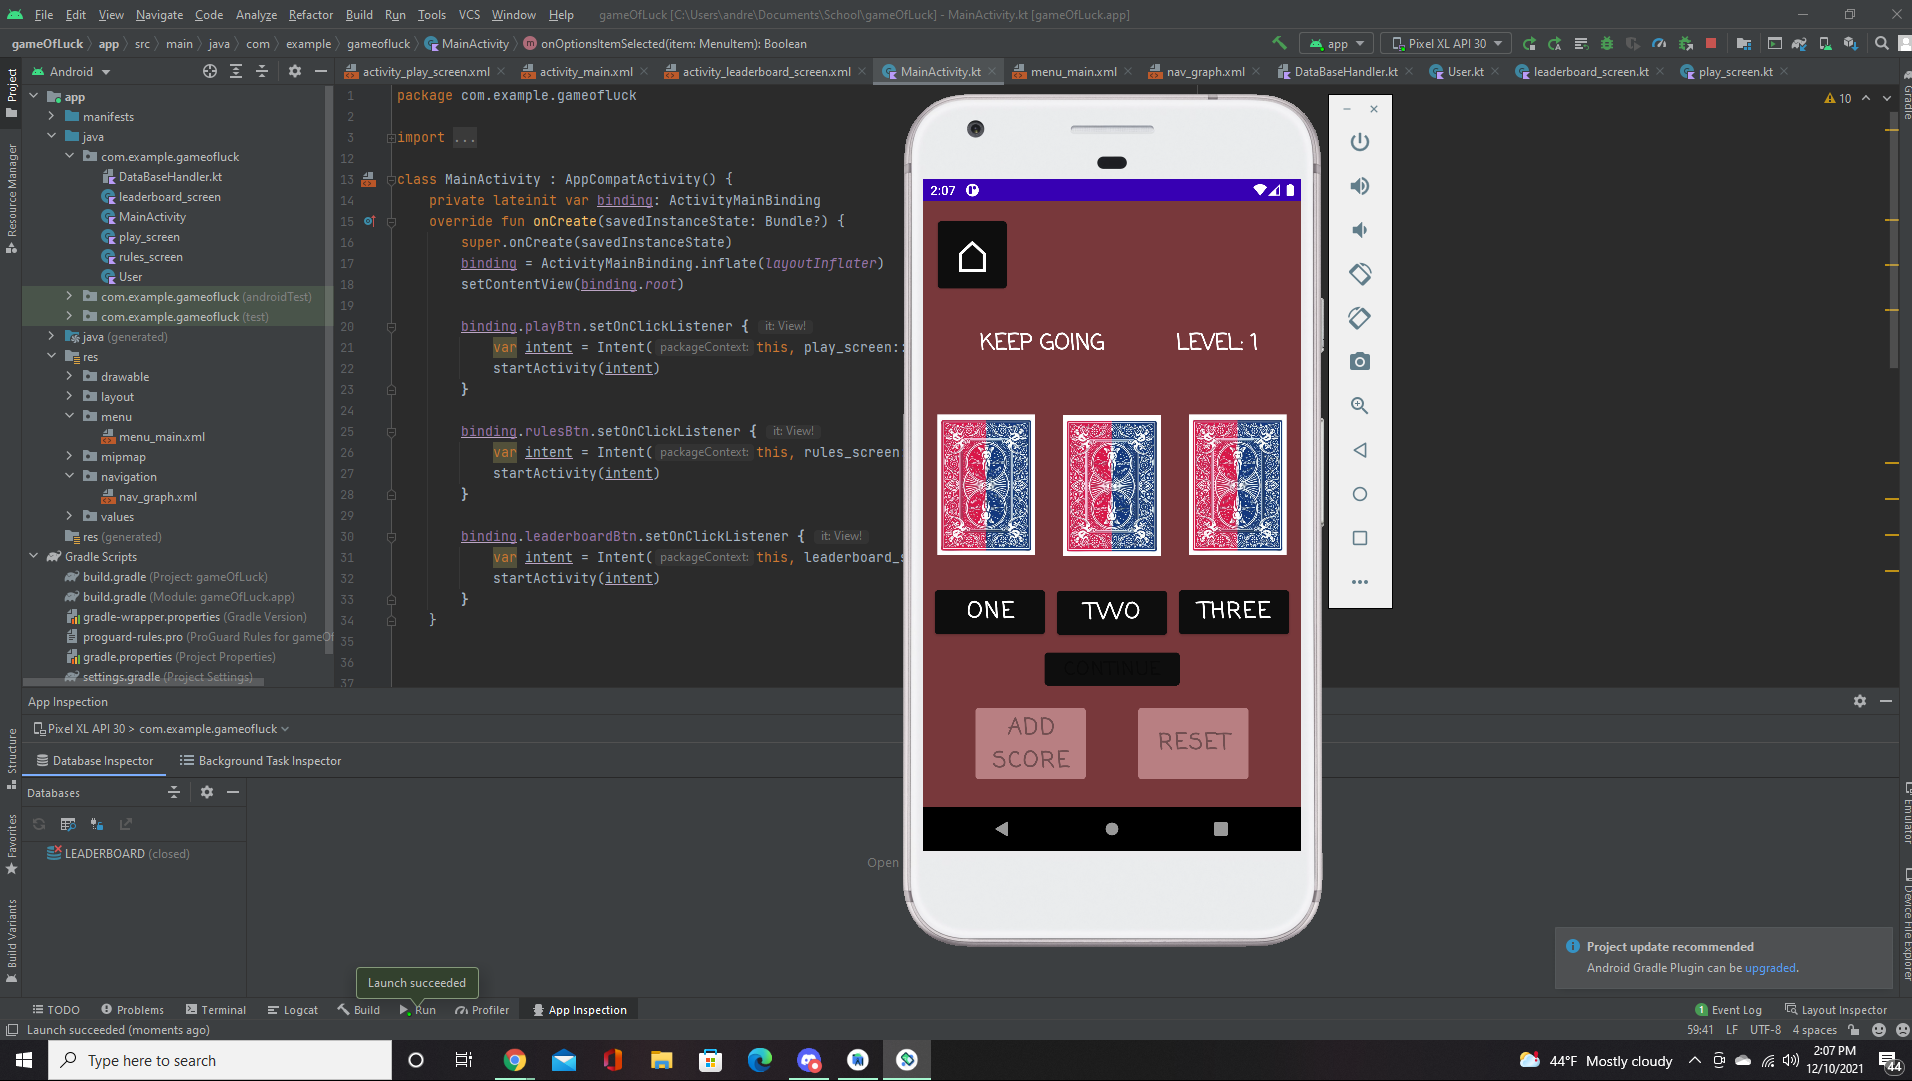 File Edit View Navigate Code Analyze Refactor Build Run Tools VCS Window Help gameOfLuck [C:\Users\andre\Documents\School\gameOfLuck] - MainActivity.kt [gameOfLuck.app]
gameOfLuck app src main java com example gameofluck MainActivity onOptionsItemSelected(item: MenuItem): Boolean app Pixel XL API 30
Android activity_play_screen.xml activity_main.xml activity_leaderboard_screen.xml MainActivity.kt menu_main.xml nav_graph.xml DataBaseHandler.kt User.kt leaderboard_screen.kt play_screen.kt
Project
Resource Manager
Structure
Favorites
Build Variants
Gradle
Emulator
Device File Explorer
app
manifests
java
com.example.gameofluck
DataBaseHandler.kt
leaderboard_screen
MainActivity
play_screen
rules_screen
User
com.example.gameofluck (androidTest)
com.example.gameofluck (test)
java (generated)
res
drawable
layout
menu
menu_main.xml
mipmap
navigation
nav_graph.xml
values
res (generated)
Gradle Scripts
build.gradle (Project: gameOfLuck)
build.gradle (Module: gameOfLuck.app)
gradle-wrapper.properties (Gradle Version)
proguard-rules.pro (ProGuard Rules for gameOf
gradle.properties (Project Properties)
settings.gradle (Project Settings)
1 package com.example.gameofluck
2
3 import ...
12
13 class MainActivity : AppCompatActivity() {
14 private lateinit var binding: ActivityMainBinding
15 override fun onCreate(savedInstanceState: Bundle?) {
16 super.onCreate(savedInstanceState)
17 binding = ActivityMainBinding.inflate(layoutInflater)
18 setContentView(binding.root)
19
20 binding.playBtn.setOnClickListener { it: View!
21 var intent = Intent( packageContext: this, play_screen::
22 startActivity(intent)
23 }
24
25 binding.rulesBtn.setOnClickListener { it: View!
26 var intent = Intent( packageContext: this, rules_screen
27 startActivity(intent)
28 }
29
30 binding.leaderboardBtn.setOnClickListener { it: View!
31 var intent = Intent( packageContext: this, leaderboard_s
32 startActivity(intent)
33 }
34 }
35
36
37
10
2:07
KEEP GOING LEVEL: 1
ONE TWO THREE
CONTINUE
ADD SCORE
RESET
App Inspection
Pixel XL API 30 > com.example.gameofluck
Database Inspector Background Task Inspector
Databases
LEADERBOARD (closed)
Open
Project update recommended
Android Gradle Plugin can be upgraded.
Launch succeeded
TODO Problems Terminal Logcat Build Run Profiler App Inspection 1 Event Log Layout Inspector
Launch succeeded (moments ago) 59:41 LF UTF-8 4 spaces
Type here to search 44°F Mostly cloudy 2:07 PM
12/10/2021
44